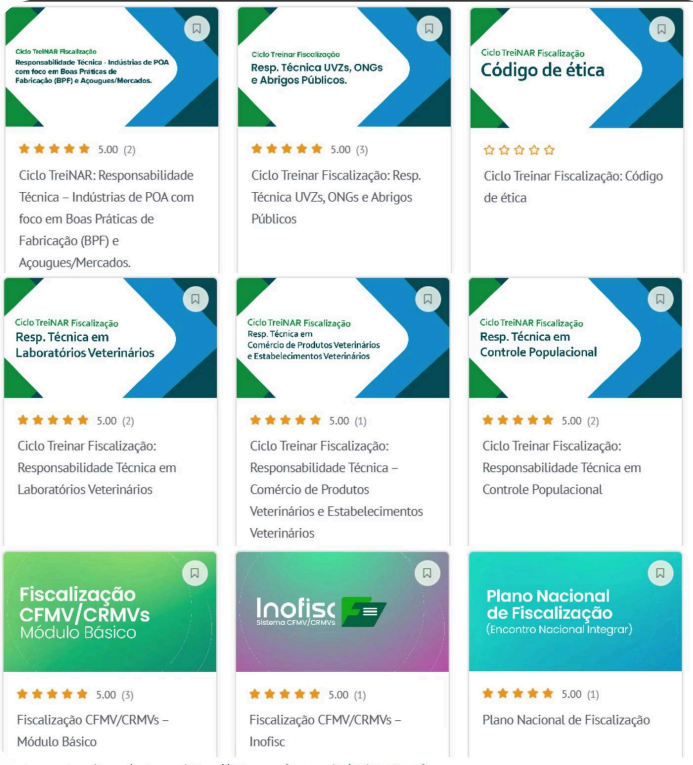 Ciclo TreiNAR Fiscalização
Responsabilidade Técnica - Indústrias de POA
com foco em Boas Práticas de
Fabricação (BPF) e Açougues/Mercados.
5.00 (2)
Ciclo TreiNAR: Responsabilidade
Técnica – Indústrias de POA com
foco em Boas Práticas de
Fabricação (BPF) e
Açougues/Mercados.
Ciclo Treinar Fiscalização
Resp. Técnica UVZs, ONGs
e Abrigos Públicos.
5.00 (3)
Ciclo Treinar Fiscalização: Resp.
Técnica UVZs, ONGs e Abrigos
Públicos
Ciclo TreiNAR Fiscalização
Código de ética
Ciclo Treinar Fiscalização: Código
de ética
Ciclo TreiNAR Fiscalização
Resp. Técnica em
Laboratórios Veterinários
5.00 (2)
Ciclo Treinar Fiscalização:
Responsabilidade Técnica em
Laboratórios Veterinários
Ciclo TreiNAR Fiscalização
Resp. Técnica em
Comércio de Produtos Veterinários
e Estabelecimentos Veterinários
5.00 (1)
Ciclo Treinar Fiscalização:
Responsabilidade Técnica –
Comércio de Produtos
Veterinários e Estabelecimentos
Veterinários
Ciclo TreiNAR Fiscalização
Resp. Técnica em
Controle Populacional
5.00 (2)
Ciclo Treinar Fiscalização:
Responsabilidade Técnica em
Controle Populacional
Fiscalização
CFMV/CRMVs
Módulo Básico
5.00 (3)
Fiscalização CFMV/CRMVs –
Módulo Básico
Inofisc
Sistema CFMV/CRMVs
5.00 (1)
Fiscalização CFMV/CRMVs –
Inofisc
Plano Nacional
de Fiscalização
(Encontro Nacional Integrar)
5.00 (1)
Plano Nacional de Fiscalização